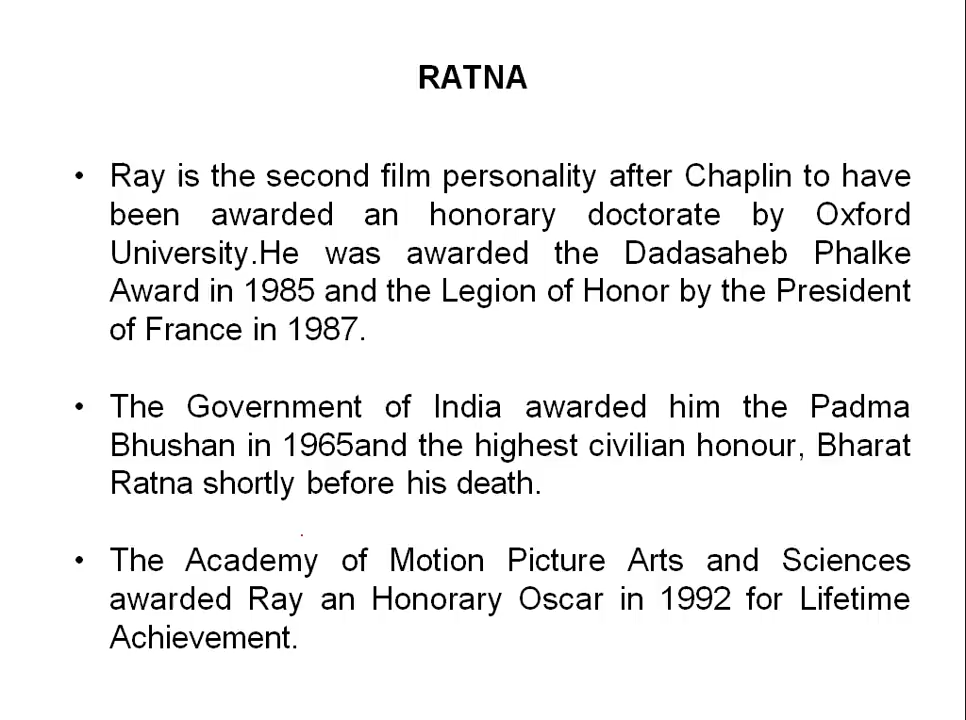 RATNA
• Ray is the second film personality after Chaplin to have
been awarded an honorary doctorate by Oxford
University.He was awarded the Dadasaheb Phalke
Award in 1985 and the Legion of Honor by the President
of France in 1987.
• The Government of India awarded him the Padma
Bhushan in 1965and the highest civilian honour, Bharat
Ratna shortly before his death.
• The Academy of Motion Picture Arts and Sciences
awarded Ray an Honorary Oscar in 1992 for Lifetime
Achievement.